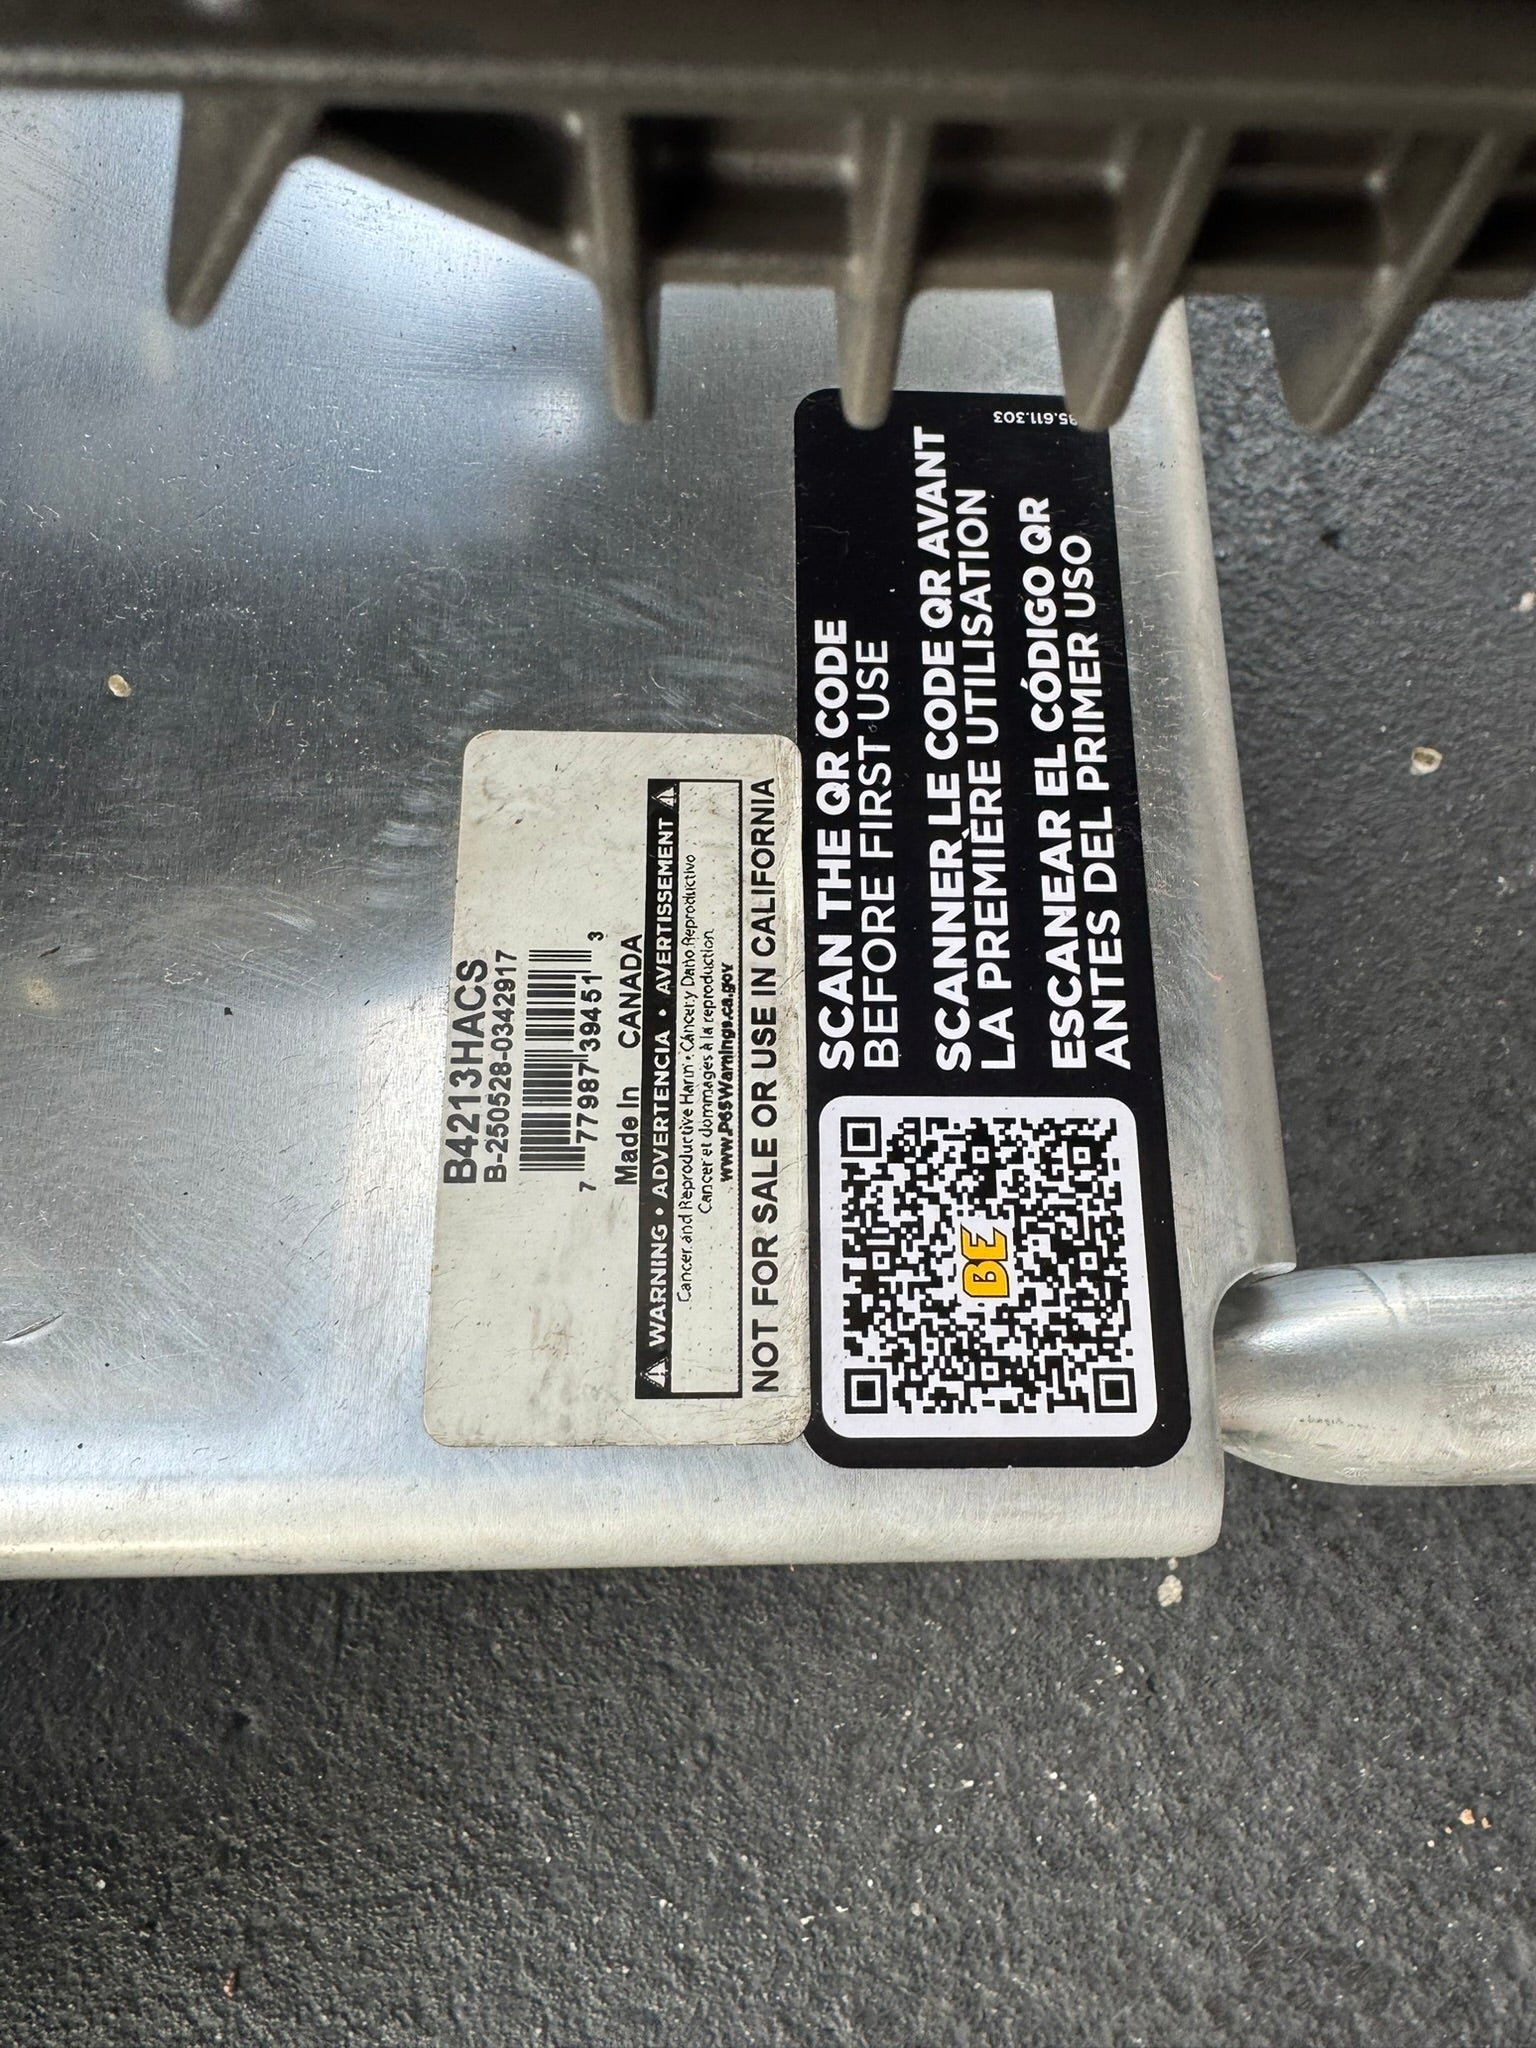 B4213HACS
B-250528-0342917
7 77987 39451 3
Made In CANADA
WARNING • ADVERTENCIA • AVERTISSEMENT
Cancer and Reproductive Harm • Cáncer y Daño Reproductivo
Cancer et dommages à la reproduction
www.P65Warnings.ca.gov
NOT FOR SALE OR USE IN CALIFORNIA
SCAN THE QR CODE
BEFORE FIRST USE
SCANNER LE CODE QR AVANT
LA PREMIÈRE UTILISATION
ESCANEAR EL CÓDIGO QR
ANTES DEL PRIMER USO
BE